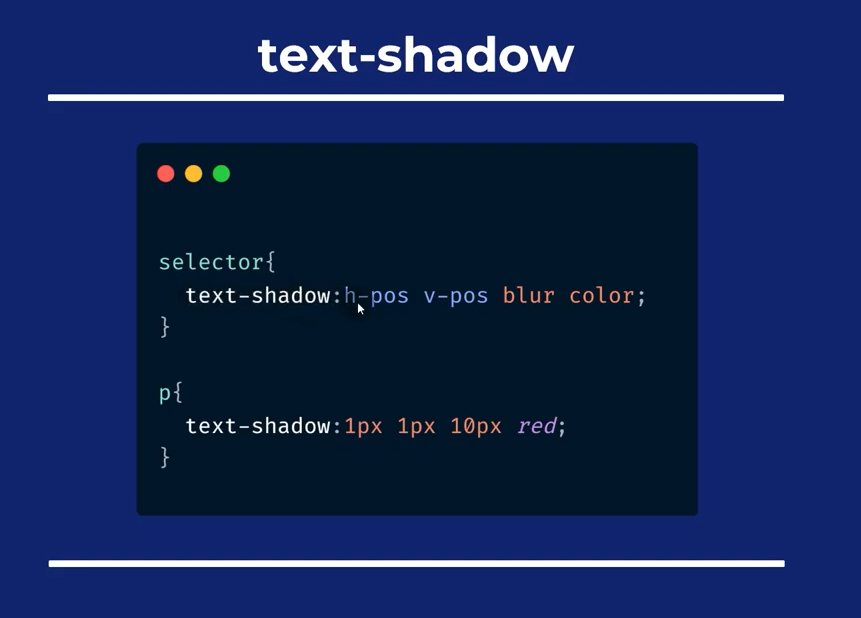 text-shadow
selector{
text-shadow:h-pos v-pos blur color;
}
p{
text-shadow:1px 1px 10px red;
}